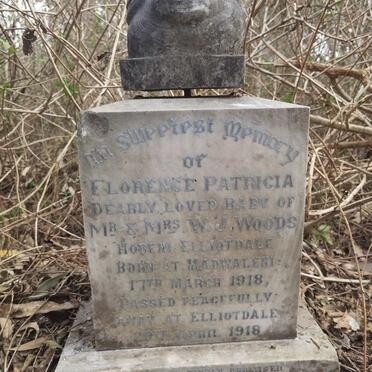 In Sweetest Memory
of
FLORENCE PATRICIA
DEARLY LOVED BABY OF
MR & MRS W. J. WOODS
ELLIOTDALE
BORN AT MADWALENI
17TH MARCH 1918
PASSED PEACEFULLY
AWAY AT ELLIOTDALE
APRIL 1918